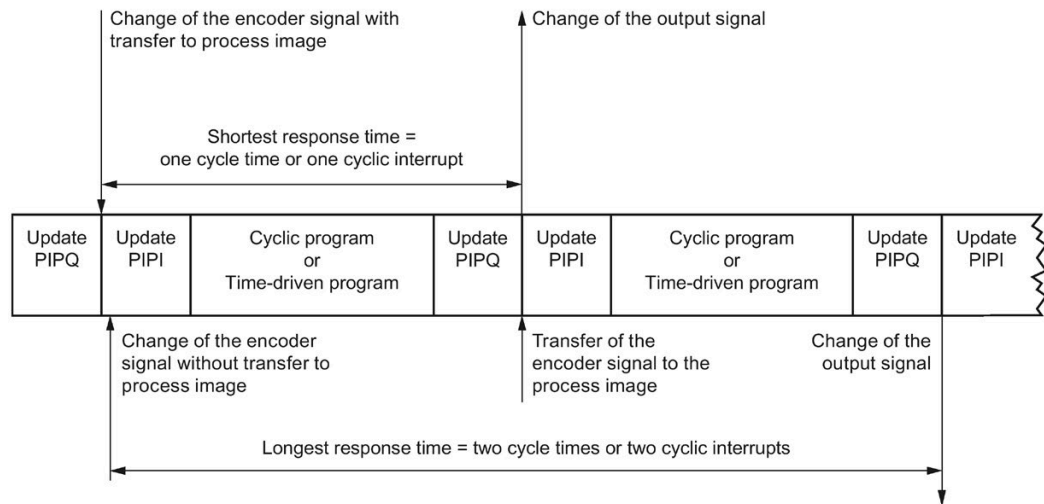 Change of the encoder signal with
transfer to process image
Change of the output signal
Shortest response time =
one cycle time or one cyclic interrupt
Update
PIPQ
Update
PIPI
Cyclic program
or
Time-driven program
Update
PIPQ
Update
PIPI
Cyclic program
or
Time-driven program
Update
PIPQ
Update
PIPI
Change of the encoder
signal without transfer to
process image
Transfer of the
encoder signal to the
process image
Change of the
output signal
Longest response time = two cycle times or two cyclic interrupts